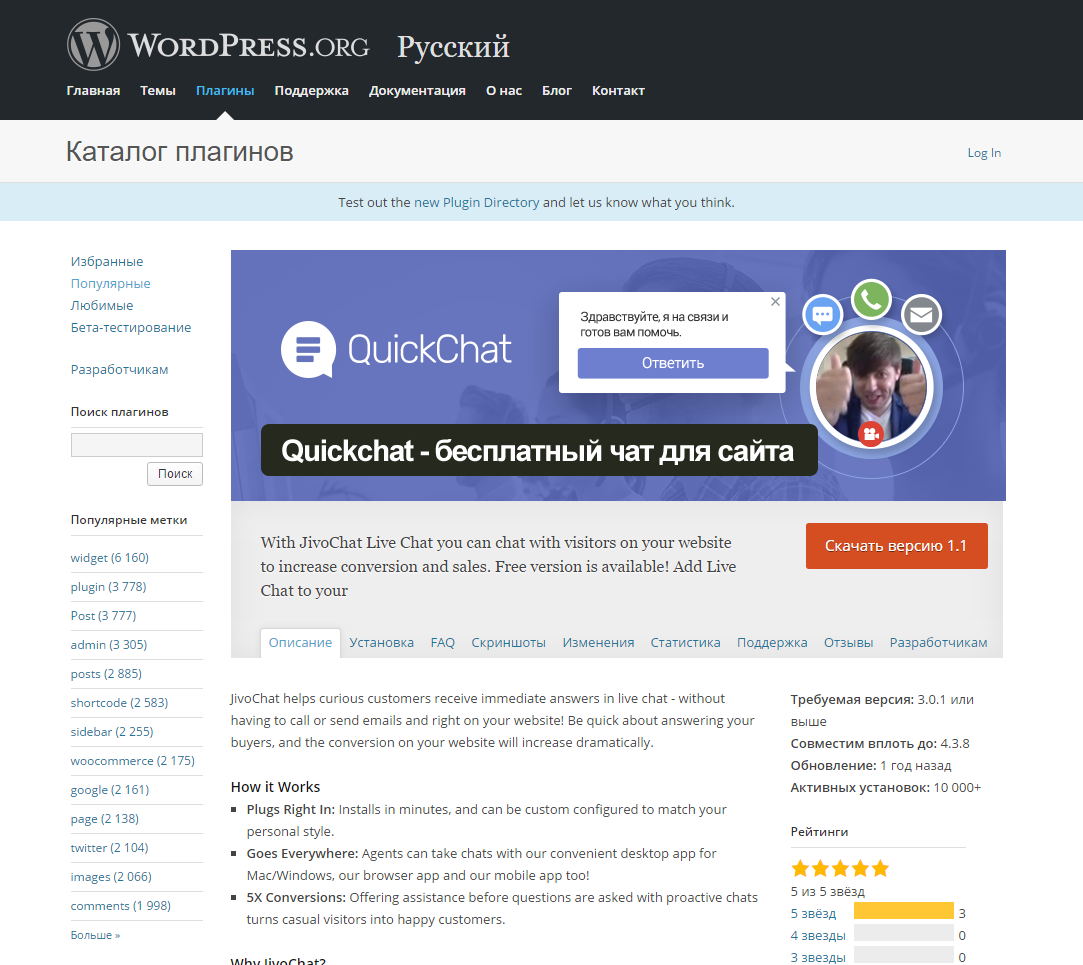 WORDPRESS.ORG Русский
Главная Темы Плагины Поддержка Документация О нас Блог Контакт
Каталог плагинов
Log In
Test out the new Plugin Directory and let us know what you think.
Избранные
Популярные
Любимые
Бета-тестирование
Разработчикам
Поиск плагинов
Поиск
Популярные метки
widget (6 160)
plugin (3 778)
Post (3 777)
admin (3 305)
posts (2 885)
shortcode (2 583)
sidebar (2 255)
woocommerce (2 175)
google (2 161)
page (2 138)
twitter (2 104)
images (2 066)
comments (1 998)
Больше »
QuickChat
Здравствуйте, я на связи и
готов вам помочь.
Ответить
Quickchat - бесплатный чат для сайта
With JivoChat Live Chat you can chat with visitors on your website
to increase conversion and sales. Free version is available! Add Live
Chat to your
Скачать версию 1.1
Описание Установка FAQ Скриншоты Изменения Статистика Поддержка Отзывы Разработчикам
JivoChat helps curious customers receive immediate answers in live chat - without
having to call or send emails and right on your website! Be quick about answering your
buyers, and the conversion on your website will increase dramatically.
How it Works
Plugs Right In: Installs in minutes, and can be custom configured to match your
personal style.
Goes Everywhere: Agents can take chats with our convenient desktop app for
Mac/Windows, our browser app and our mobile app too!
5X Conversions: Offering assistance before questions are asked with proactive chats
turns casual visitors into happy customers.
Why JivoChat?
Требуемая версия: 3.0.1 или
выше
Совместим вплоть до: 4.3.8
Обновление: 1 год назад
Активных установок: 10 000+
Рейтинги
5 из 5 звёзд
5 звёзд 3
4 звезды 0
3 звезды 0